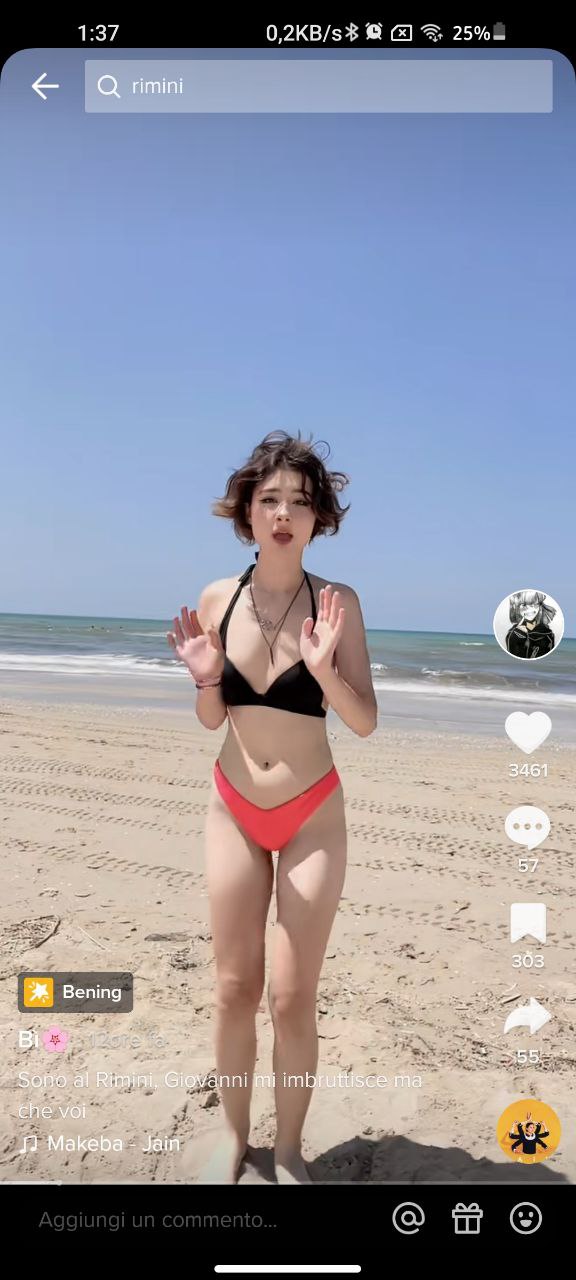 1:37
0,2KB/s
25%
rimini
3461
57
303
55
Bening
Bi🌸 · 12ore fa
Sono al Rimini, Giovanni mi imbruttisce ma
che voi
Makeba - Jain
Aggiungi un commento...